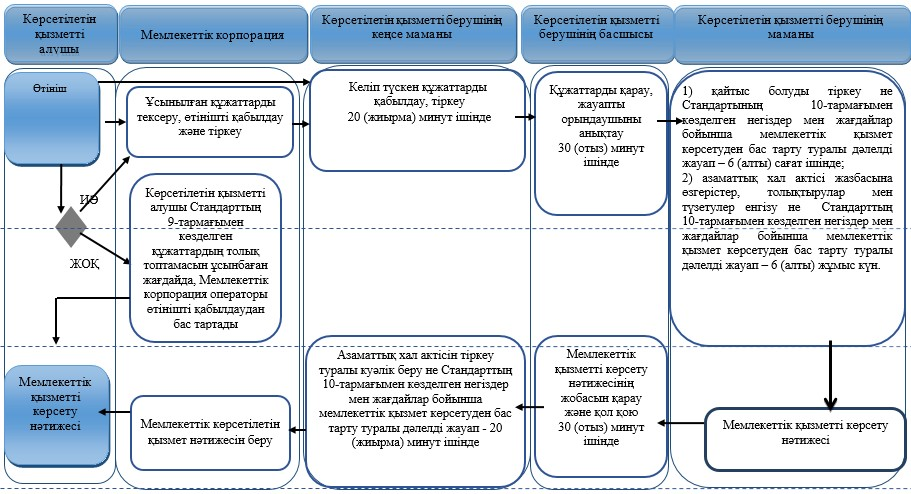 Көрсетілетін
қызметті
алушы
Мемлекеттік корпорация
Көрсетілетін қызметті берушінің
кеңсе маманы
Көрсетілетін қызметті
берушінің басшысы
Көрсетілетін қызметті берушінің
маманы
Өтініш
Ұсынылған құжаттарды
тексеру, өтінішті қабылдау
және тіркеу
Келіп түскен құжаттарды
қабылдау, тіркеу
20 (жиырма) минут ішінде
Құжаттарды қарау,
жауапты
орындаушыны
анықтау
30 (отыз) минут
ішінде
1) қайтыс болуды тіркеу не
Стандартының 10-тармағымен
көзделген негіздер мен жағдайлар
бойынша мемлекеттік қызмет
көрсетуден бас тарту туралы дәлелді
жауап – 6 (алты) сағат ішінде;
2) азаматтық хал актісі жазбасына
өзгерістер, толықтырулар мен
түзетулер енгізу не Стандарттың
10-тармағымен көзделген негіздер мен
жағдайлар бойынша мемлекеттік
қызмет көрсетуден бас тарту туралы
дәлелді жауап – 6 (алты) жұмыс күн.
ИӘ
ЖОҚ
Көрсетілетін қызметті
алушы Стандарттың
9-тармағымен
көзделген
құжаттардың толық
топтамасын ұсынбаған
жағдайда, Мемлекеттік
корпорация операторы
өтінішті қабылдаудан
бас тартады
Мемлекеттік
қызметті
көрсету
нәтижесі
Мемлекеттік көрсетілетін
қызмет нәтижесін беру
Азаматтық хал актісін тіркеу
туралы куәлік беру не Стандарттың
10-тармағымен көзделген негіздер
мен жағдайлар бойынша
мемлекеттік қызмет көрсетуден бас
тарту туралы дәлелді жауап - 20
(жиырма) минут ішінде
Мемлекеттік
қызметті көрсету
нәтижесінің
жобасын қарау
және қол қою
30 (отыз) минут
ішінде
Мемлекеттік қызметті көрсету
нәтижесі